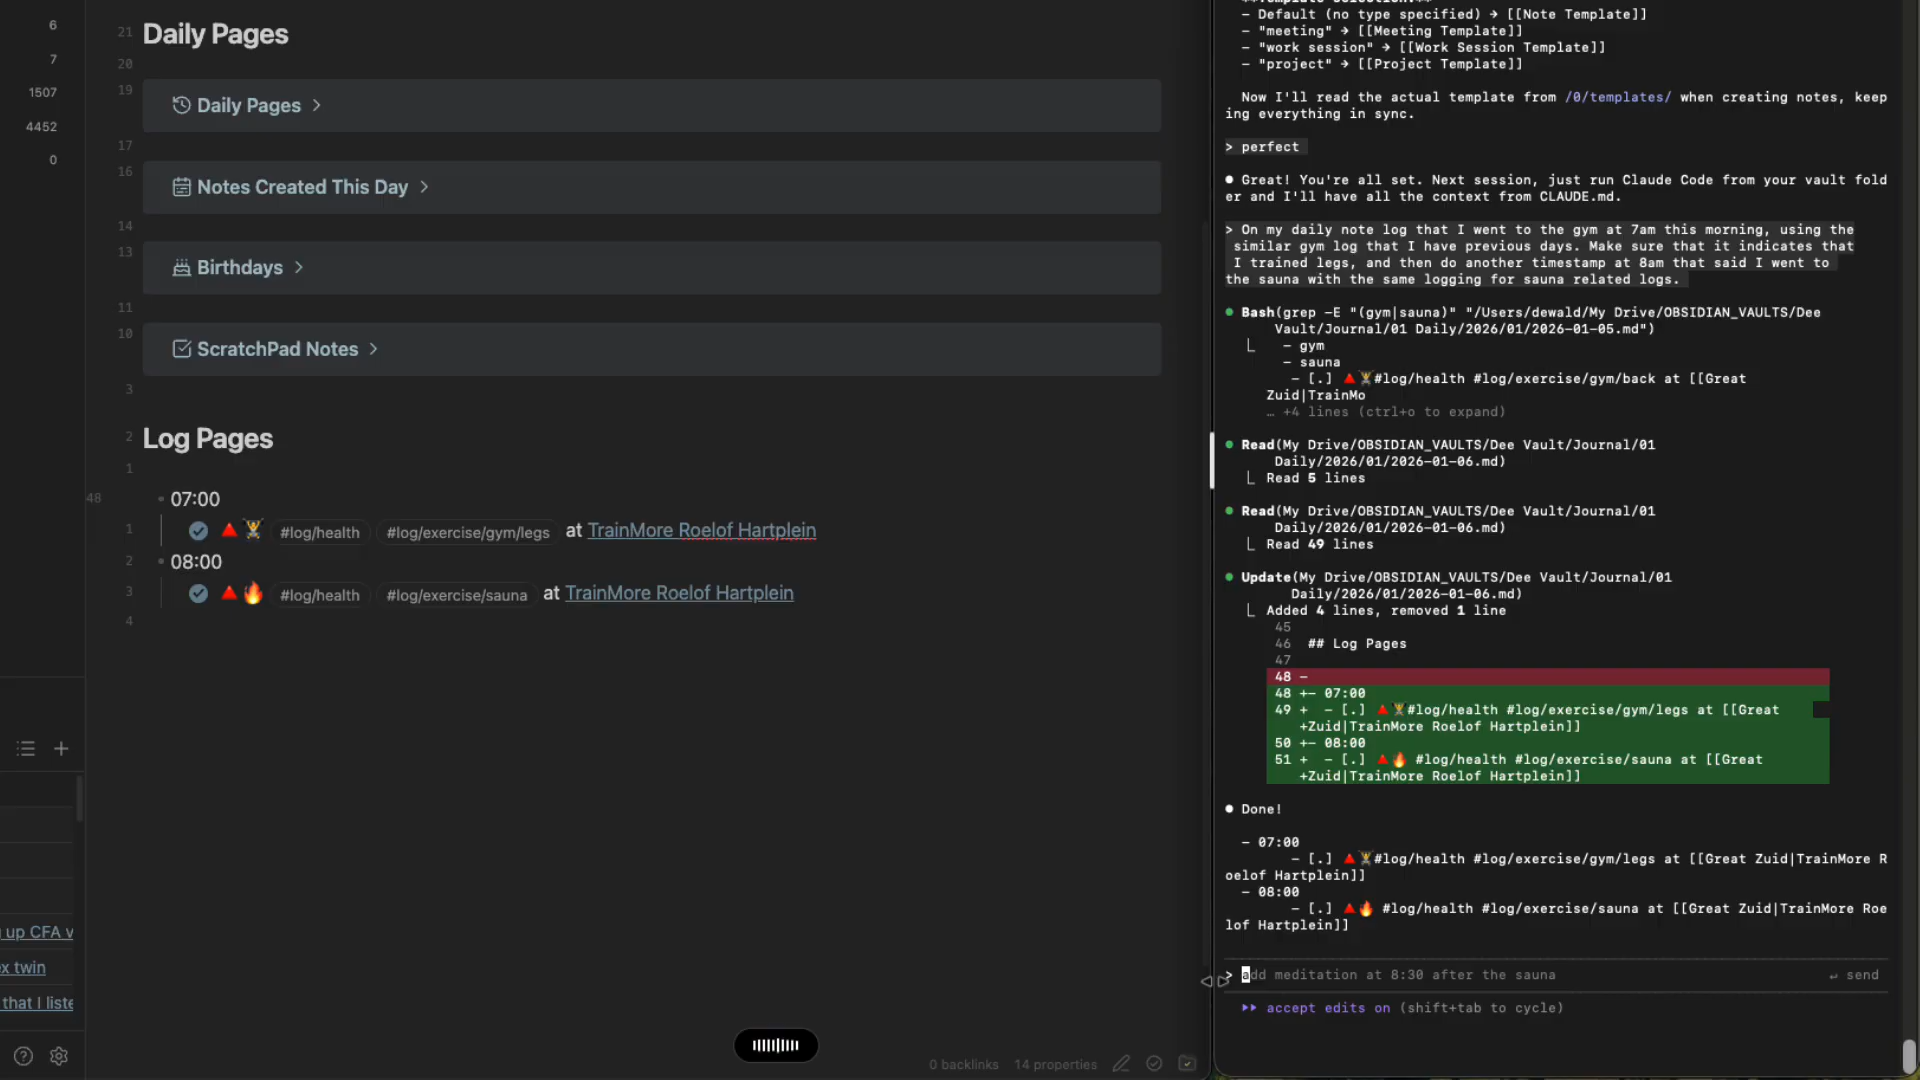 6
7
1507
4452
0
up CFA v
x twin
that I liste
21 Daily Pages
20
19 Daily Pages >
17
16 Notes Created This Day >
14
13 Birthdays >
11
10 ScratchPad Notes >
3
2 Log Pages
1
48 07:00
1 🔺🏋 #log/health #log/exercise/gym/legs at TrainMore Roelof Hartplein
2 08:00
3 🔺🔥 #log/health #log/exercise/sauna at TrainMore Roelof Hartplein
4
0 backlinks 14 properties
- Default (no type specified) → [[Note Template]]
- "meeting" → [[Meeting Template]]
- "work session" → [[Work Session Template]]
- "project" → [[Project Template]]
Now I'll read the actual template from /0/templates/ when creating notes, keep
ing everything in sync.
> perfect
● Great! You're all set. Next session, just run Claude Code from your vault fold
er and I'll have all the context from CLAUDE.md.
> On my daily note log that I went to the gym at 7am this morning, using the
similar gym log that I have previous days. Make sure that it indicates that
I trained legs, and then do another timestamp at 8am that said I went to
the sauna with the same logging for sauna related logs.
● Bash(grep -E "(gym|sauna)" "/Users/dewald/My Drive/OBSIDIAN_VAULTS/Dee
Vault/Journal/01 Daily/2026/01/2026-01-05.md")
⎿ - gym
- sauna
- [.] 🔺🏋#log/health #log/exercise/gym/back at [[Great
Zuid|TrainMo
… +4 lines (ctrl+o to expand)
● Read(My Drive/OBSIDIAN_VAULTS/Dee Vault/Journal/01
Daily/2026/01/2026-01-06.md)
⎿ Read 5 lines
● Read(My Drive/OBSIDIAN_VAULTS/Dee Vault/Journal/01
Daily/2026/01/2026-01-06.md)
⎿ Read 49 lines
● Update(My Drive/OBSIDIAN_VAULTS/Dee Vault/Journal/01
Daily/2026/01/2026-01-06.md)
⎿ Added 4 lines, removed 1 line
45
46 ## Log Pages
47
48 -
48 +- 07:00
49 + - [.] 🔺🏋#log/health #log/exercise/gym/legs at [[Great
+Zuid|TrainMore Roelof Hartplein]]
50 +- 08:00
51 + - [.] 🔺🔥 #log/health #log/exercise/sauna at [[Great
+Zuid|TrainMore Roelof Hartplein]]
● Done!
- 07:00
- [.] 🔺🏋#log/health #log/exercise/gym/legs at [[Great Zuid|TrainMore R
oelof Hartplein]]
- 08:00
- [.] 🔺🔥 #log/health #log/exercise/sauna at [[Great Zuid|TrainMore Roe
lof Hartplein]]
> add meditation at 8:30 after the sauna ↵ send
⏵⏵ accept edits on (shift+tab to cycle)